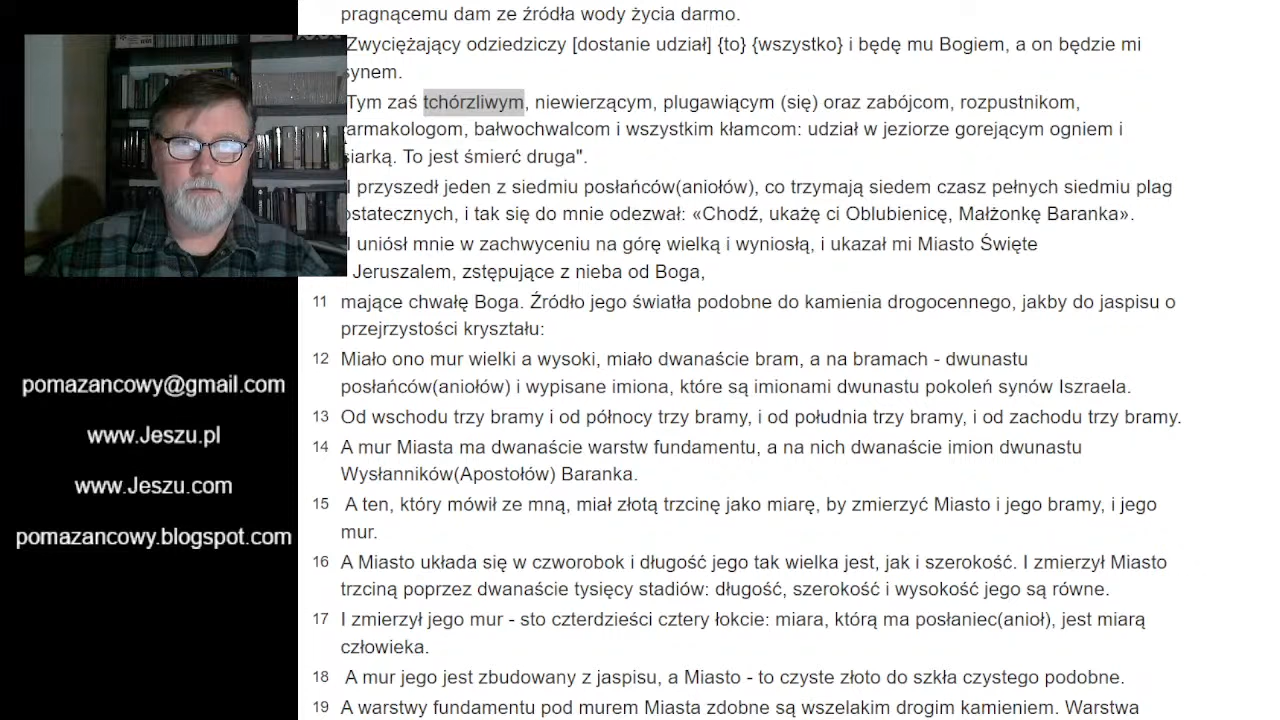 pragnącemu dam ze źródła wody życia darmo.
Zwyciężający odziedziczy [dostanie udział] {to} {wszystko} i będę mu Bogiem, a on będzie mi
synem.
Tym zaś tchórzliwym, niewierzącym, plugawiącym (się) oraz zabójcom, rozpustnikom,
farmakologom, bałwochwalcom i wszystkim kłamcom: udział w jeziorze gorejącym ogniem i
siarką. To jest śmierć druga".
I przyszedł jeden z siedmiu posłańców(aniołów), co trzymają siedem czasz pełnych siedmiu plag
ostatecznych, i tak się do mnie odezwał: «Chodź, ukażę ci Oblubienicę, Małżonkę Baranka».
I uniósł mnie w zachwyceniu na górę wielką i wyniosłą, i ukazał mi Miasto Święte
Jeruszalem, zstępujące z nieba od Boga,
11 mające chwałę Boga. Źródło jego światła podobne do kamienia drogocennego, jakby do jaspisu o
przejrzystości kryształu:
12 Miało ono mur wielki a wysoki, miało dwanaście bram, a na bramach - dwunastu
posłańców(aniołów) i wypisane imiona, które są imionami dwunastu pokoleń synów Iszraela.
13 Od wschodu trzy bramy i od północy trzy bramy, i od południa trzy bramy, i od zachodu trzy bramy.
14 A mur Miasta ma dwanaście warstw fundamentu, a na nich dwanaście imion dwunastu
Wysłanników(Apostołów) Baranka.
15 A ten, który mówił ze mną, miał złotą trzcinę jako miarę, by zmierzyć Miasto i jego bramy, i jego
mur.
16 A Miasto układa się w czworobok i długość jego tak wielka jest, jak i szerokość. I zmierzył Miasto
trzciną poprzez dwanaście tysięcy stadiów: długość, szerokość i wysokość jego są równe.
17 I zmierzył jego mur - sto czterdzieści cztery łokcie: miara, którą ma posłaniec(anioł), jest miarą
człowieka.
18 A mur jego jest zbudowany z jaspisu, a Miasto - to czyste złoto do szkła czystego podobne.
19 A warstwy fundamentu pod murem Miasta zdobne są wszelakim drogim kamieniem. Warstwa
pomazancowy@gmail.com
www.Jeszu.pl
www.Jeszu.com
pomazancowy.blogspot.com